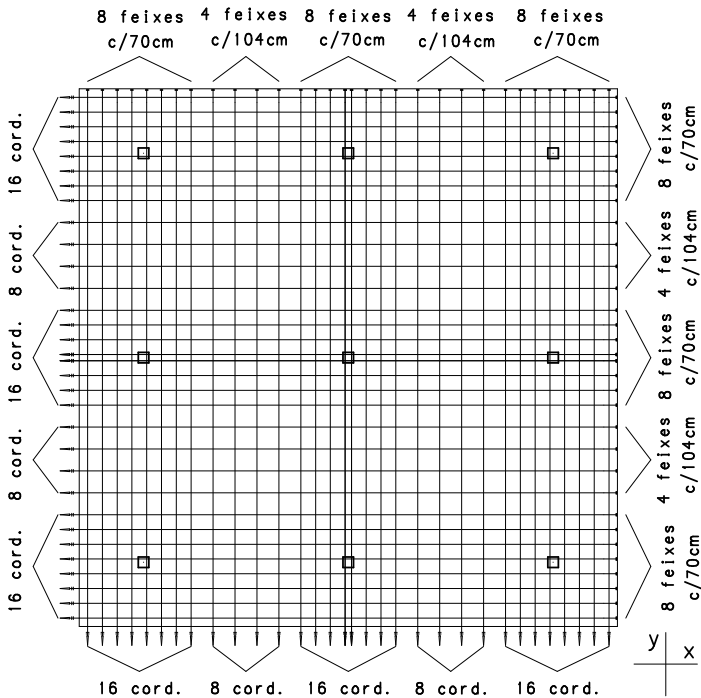 8 feixes
c/70cm
4 feixes
c/104cm
8 feixes
c/70cm
4 feixes
c/104cm
8 feixes
c/70cm
16 cord.
8 cord.
16 cord.
8 cord.
16 cord.
8 feixes
c/70cm
4 feixes
c/104cm
8 feixes
c/70cm
4 feixes
c/104cm
8 feixes
c/70cm
16 cord.
8 cord.
16 cord.
8 cord.
16 cord.
y
x